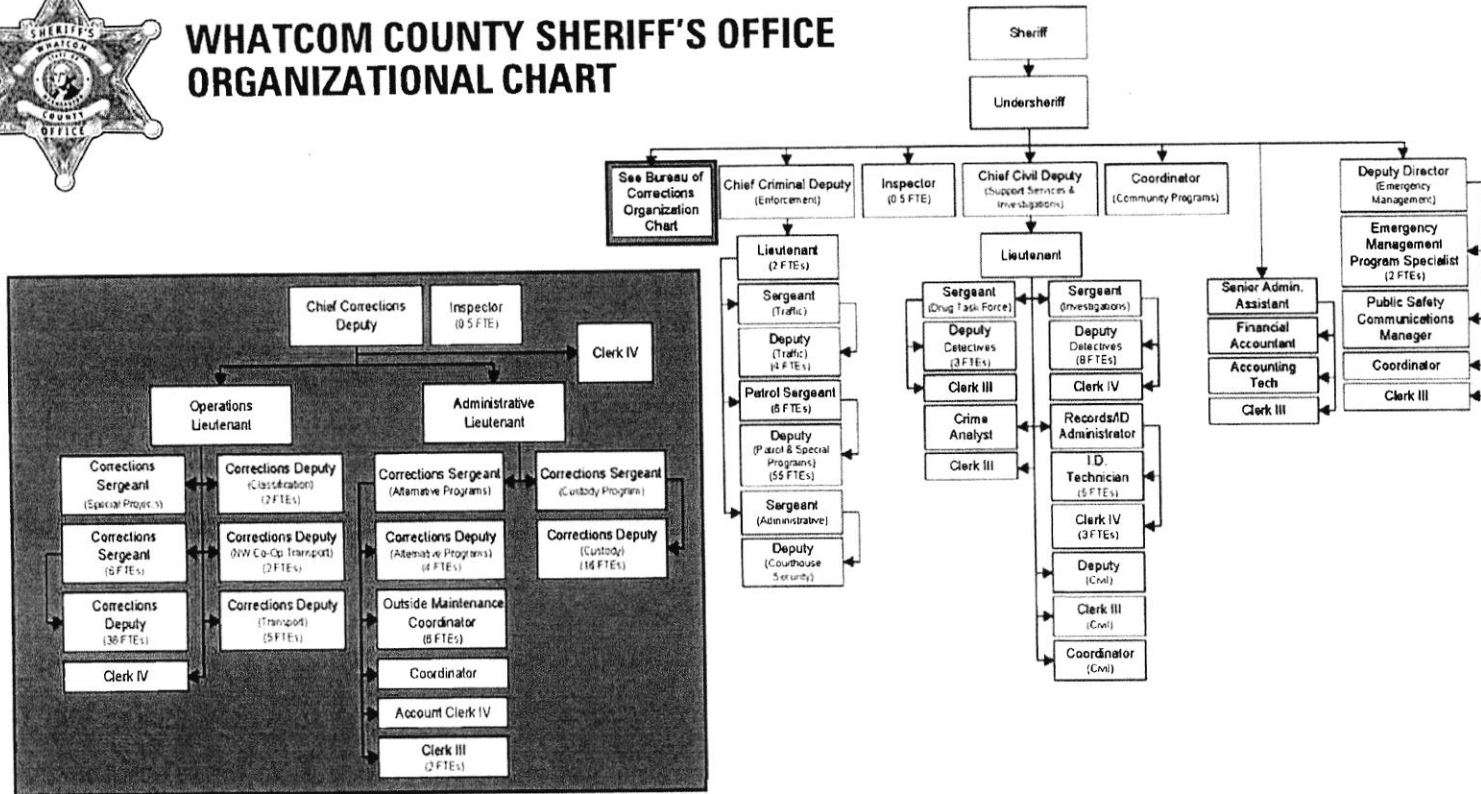 SHERIFF'S
WHATCOM
COUNTY
OFFICE
WHATCOM COUNTY SHERIFF'S OFFICE
ORGANIZATIONAL CHART
Sheriff
Undersheriff
See Bureau of
Corrections
Organization
Chart
Chief Criminal Deputy
(Enforcement)
Inspector
(0.5 FTE)
Chief Civil Deputy
(Support Services &
Investigations)
Coordinator
(Community Programs)
Deputy Director
(Emergency
Management)
Lieutenant
(2 FTEs)
Sergeant
(Traffic)
Deputy
(Traffic)
(4 FTEs)
Patrol Sergeant
(6 FTEs)
Deputy
(Patrol & Special
Programs)
(55 FTEs)
Sergeant
(Administrative)
Deputy
(Courthouse
Security)
Lieutenant
Sergeant
(Drug Task Force)
Deputy
Detectives
(3 FTEs)
Clerk III
Crime
Analyst
Clerk III
Sergeant
(Investigations)
Deputy
Detectives
(8 FTEs)
Clerk IV
Records/ID
Administrator
I.D.
Technician
(5 FTEs)
Clerk IV
(3 FTEs)
Deputy
(Civil)
Clerk III
(Civil)
Coordinator
(Civil)
Senior Admin.
Assistant
Financial
Accountant
Accounting
Tech
Clerk III
Emergency
Management
Program Specialist
(2 FTEs)
Public Safety
Communications
Manager
Coordinator
Clerk III
Chief Corrections
Deputy
Inspector
(0.5 FTE)
Clerk IV
Operations
Lieutenant
Administrative
Lieutenant
Corrections
Sergeant
(Special Projects)
Corrections
Sergeant
(6 FTEs)
Corrections
Deputy
(36 FTEs)
Clerk IV
Corrections Deputy
(Classification)
(2 FTEs)
Corrections Deputy
(NW Co-Op Transport)
(2 FTEs)
Corrections Deputy
(Transport)
(5 FTEs)
Corrections Sergeant
(Alternative Programs)
Corrections Deputy
(Alternative Programs)
(4 FTEs)
Outside Maintenance
Coordinator
(6 FTEs)
Coordinator
Account Clerk IV
Clerk III
(2 FTEs)
Corrections Sergeant
(Custody Program)
Corrections Deputy
(Custody)
(16 FTEs)